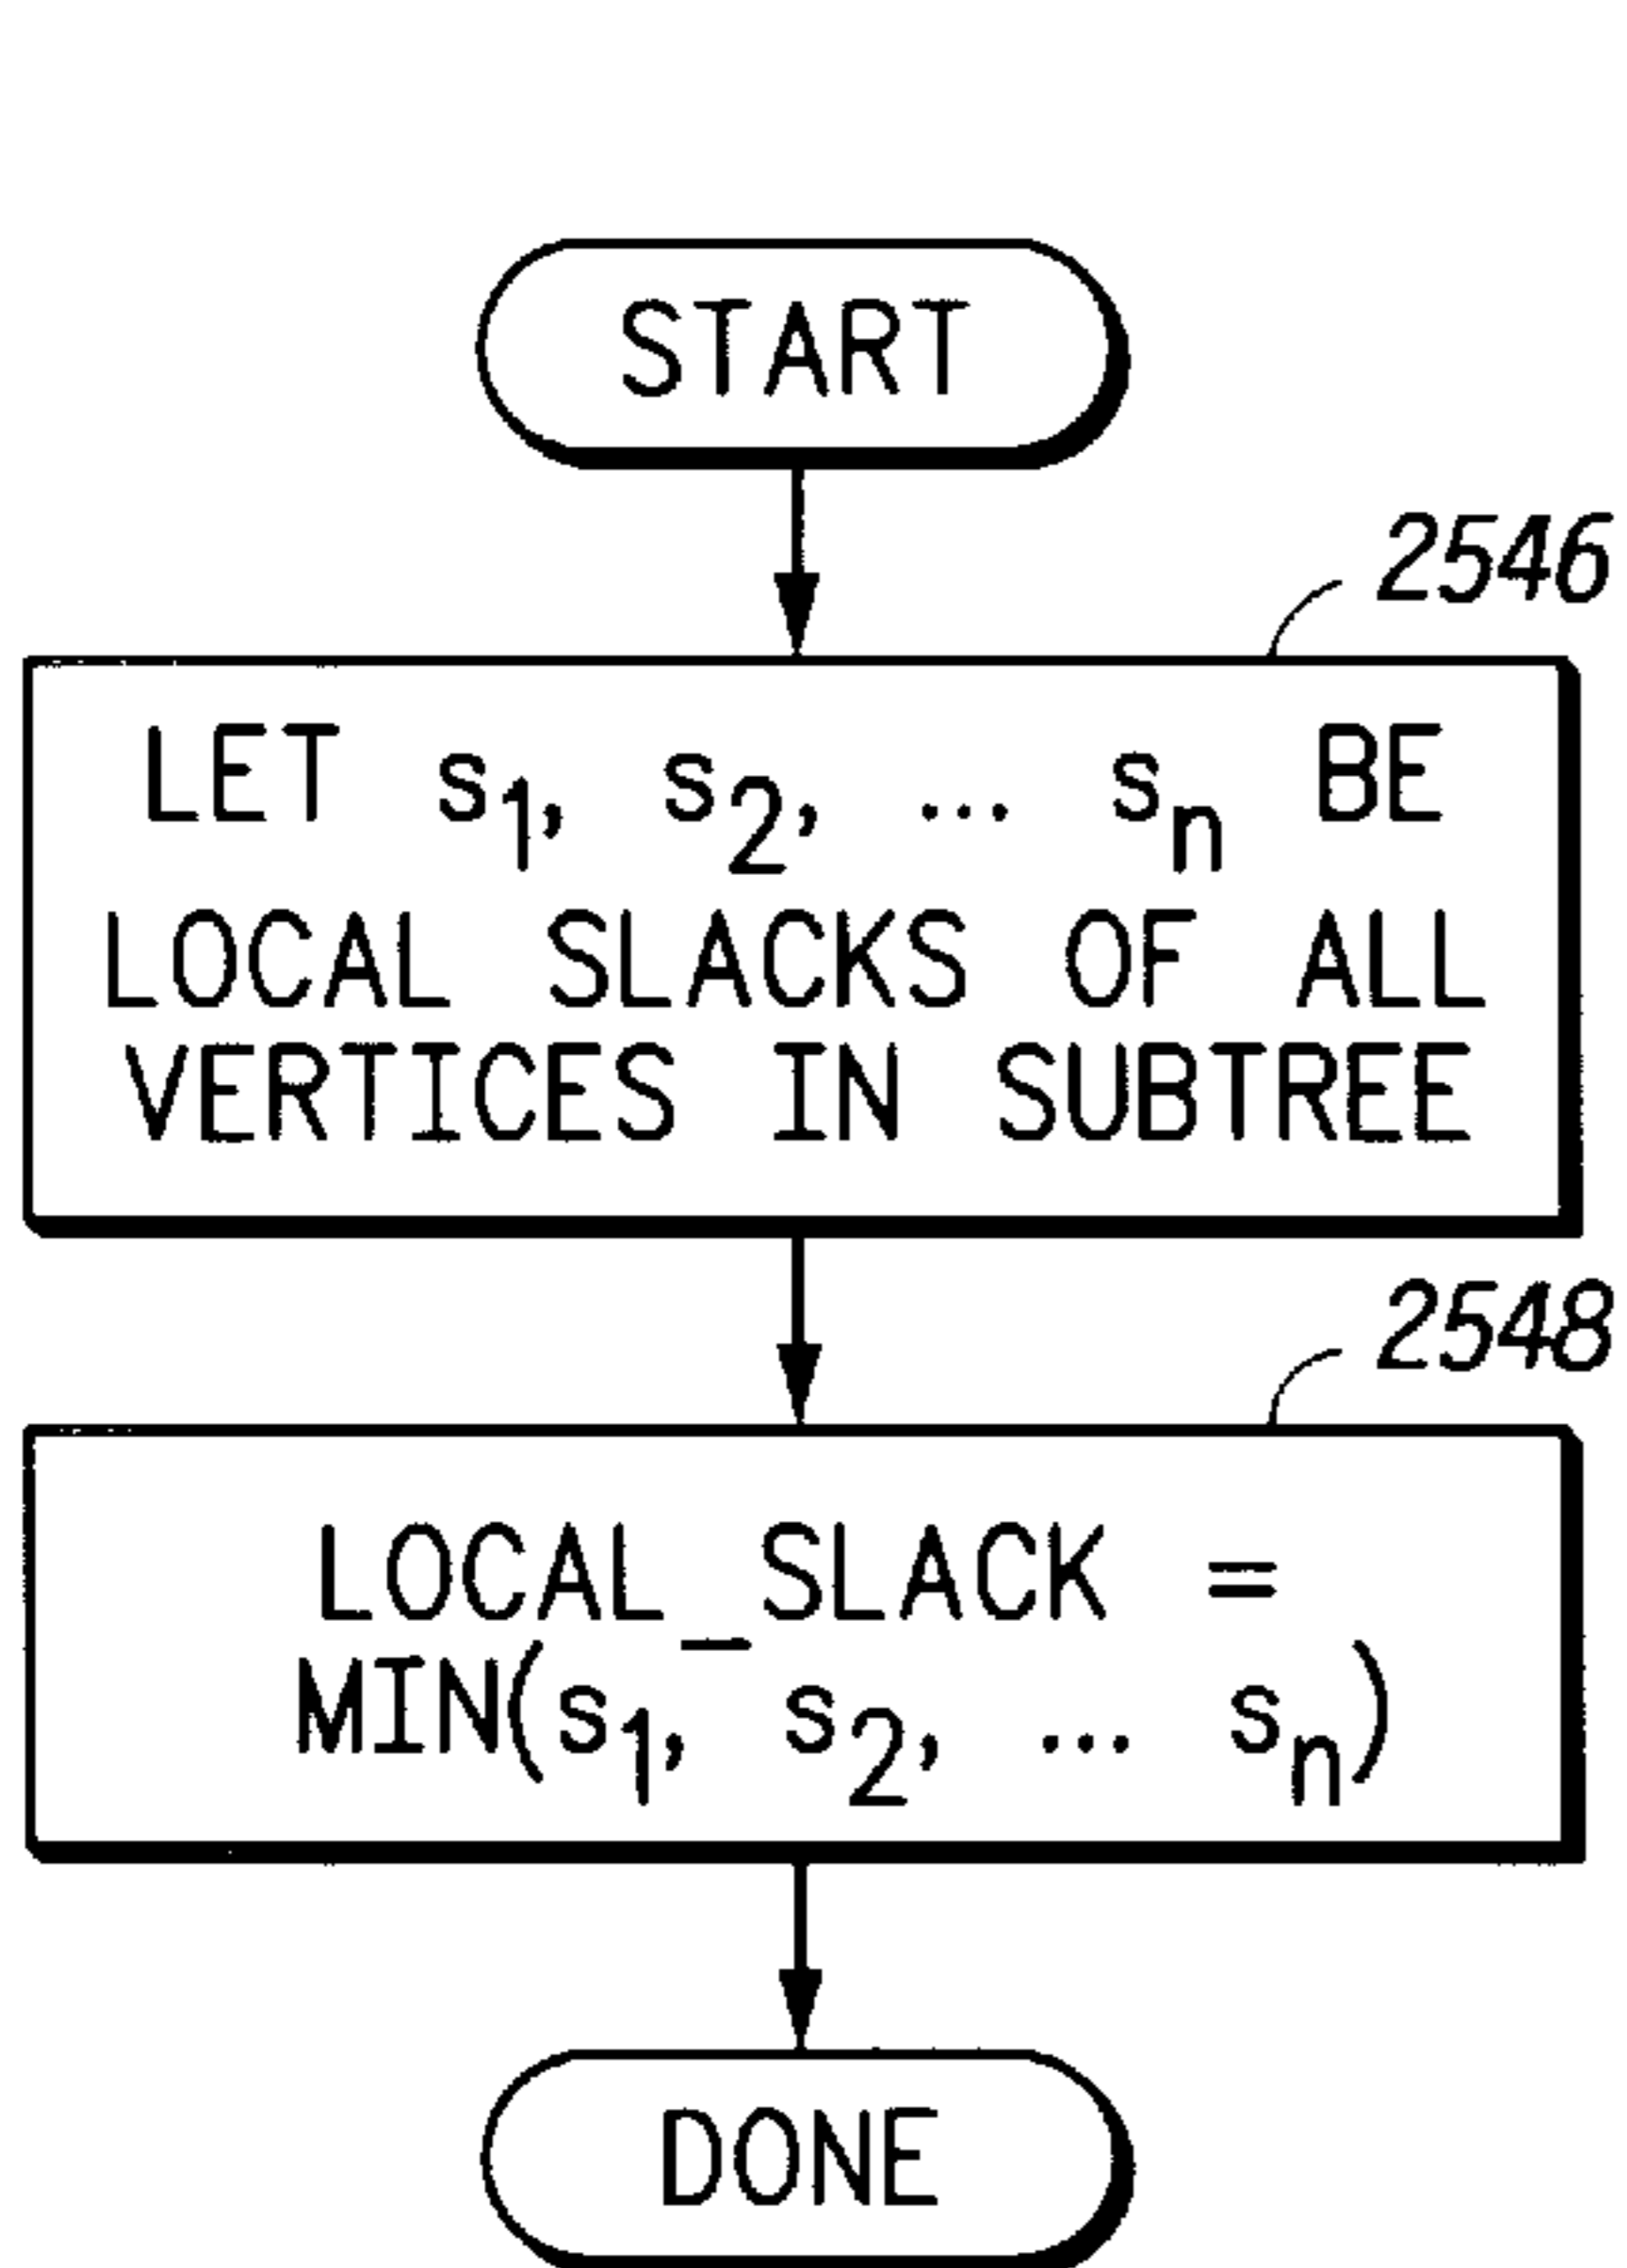 START
2546
LET s₁, s₂, ... sₙ BE
LOCAL SLACKS OF ALL
VERTICES IN SUBTREE
2548
LOCAL_SLACK =
MIN(s₁, s₂, ... sₙ)
DONE